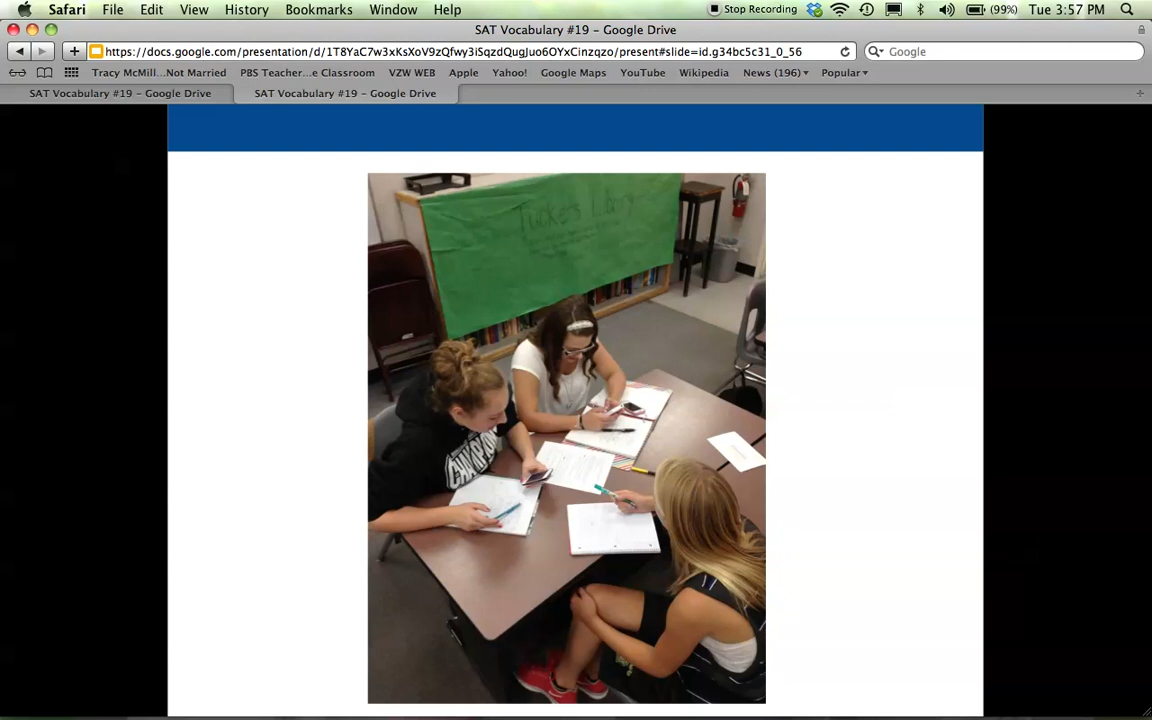 Safari File Edit View History Bookmarks Window Help Stop Recording (99%) Tue 3:57 PM
SAT Vocabulary #19 – Google Drive
https://docs.google.com/presentation/d/1T8YaC7w3xKsXoV9zQfwy3iSqzdQugJuo6OYxCinzqzo/present#slide=id.g34bc5c31_0_56 Google
Tracy McMill...Not Married PBS Teacher...e Classroom VZW WEB Apple Yahoo! Google Maps YouTube Wikipedia News (196) Popular
SAT Vocabulary #19 – Google Drive SAT Vocabulary #19 – Google Drive
Tucker's Library